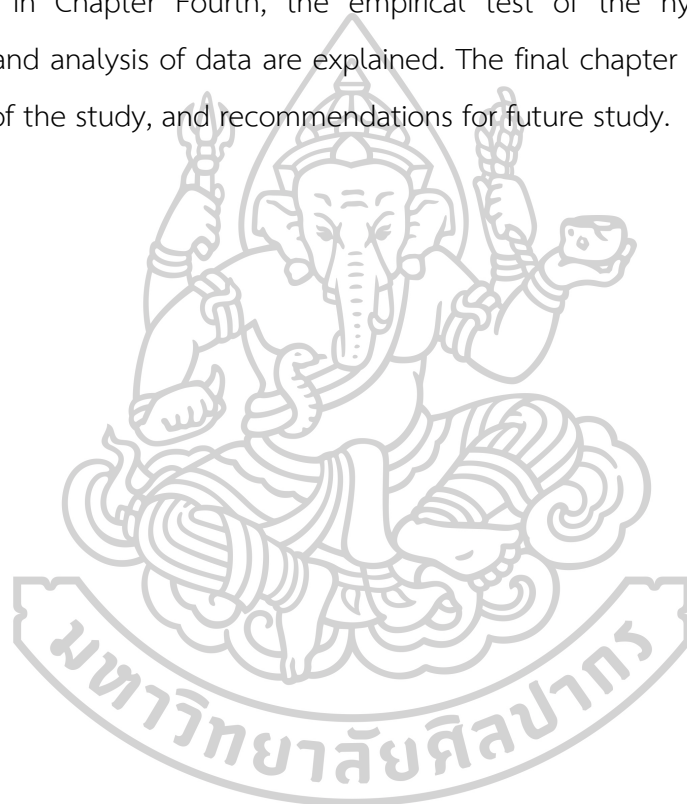 in Chapter Fourth, the empirical test of the hy
and analysis of data are explained. The final chapter
of the study, and recommendations for future study.
มหาวิทยาลัยศิลปากร